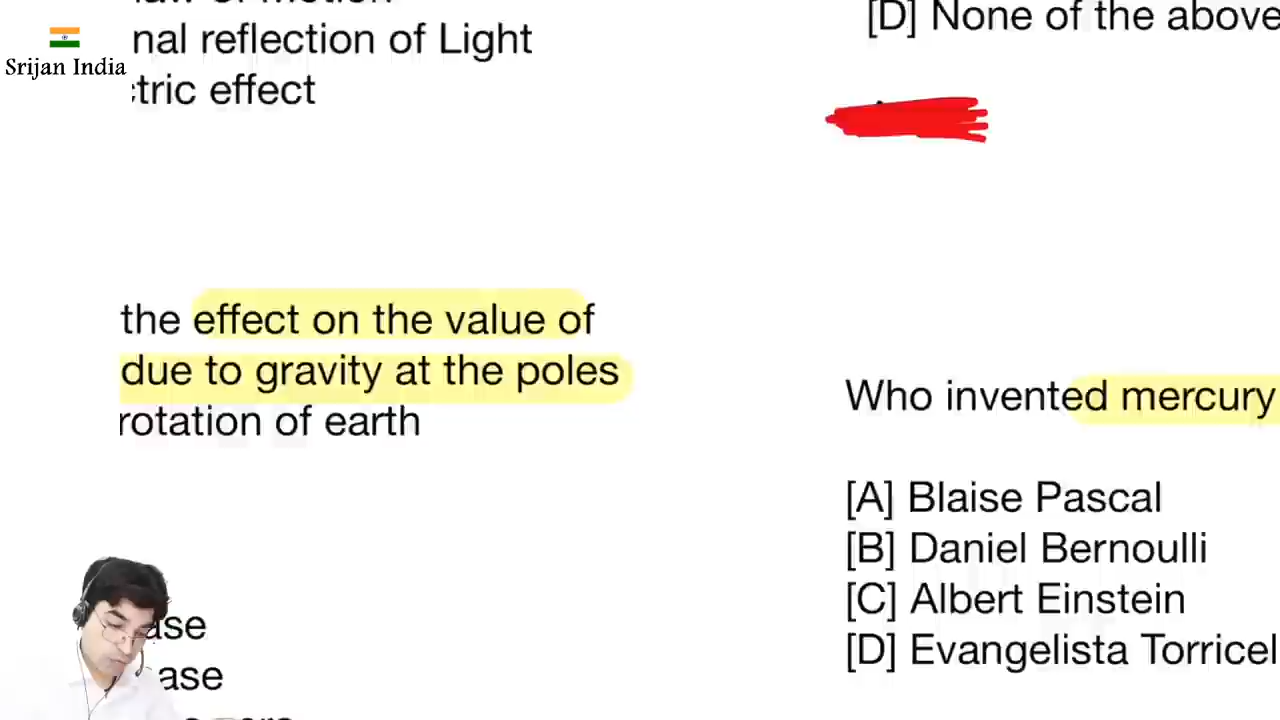 Srijan India
nal reflection of Light
tric effect
the effect on the value of
due to gravity at the poles
rotation of earth
ase
ase
[D] None of the above
Who invented mercury
[A] Blaise Pascal
[B] Daniel Bernoulli
[C] Albert Einstein
[D] Evangelista Torricel